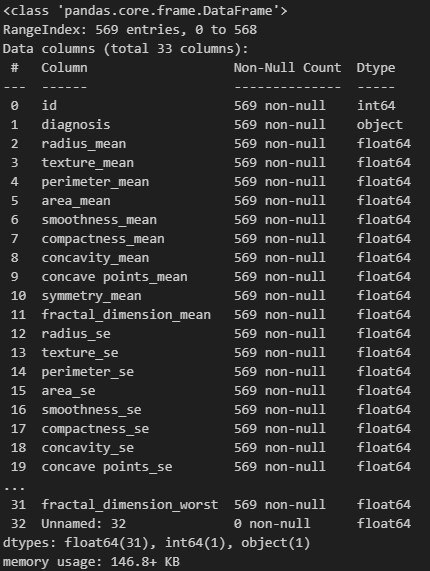 <class 'pandas.core.frame.DataFrame'>
RangeIndex: 569 entries, 0 to 568
Data columns (total 33 columns):
 #   Column                   Non-Null Count  Dtype
---  ------                   --------------  -----
 0   id                       569 non-null    int64
 1   diagnosis                569 non-null    object
 2   radius_mean              569 non-null    float64
 3   texture_mean             569 non-null    float64
 4   perimeter_mean           569 non-null    float64
 5   area_mean                569 non-null    float64
 6   smoothness_mean          569 non-null    float64
 7   compactness_mean         569 non-null    float64
 8   concavity_mean           569 non-null    float64
 9   concave points_mean      569 non-null    float64
 10  symmetry_mean            569 non-null    float64
 11  fractal_dimension_mean   569 non-null    float64
 12  radius_se                569 non-null    float64
 13  texture_se               569 non-null    float64
 14  perimeter_se             569 non-null    float64
 15  area_se                  569 non-null    float64
 16  smoothness_se            569 non-null    float64
 17  compactness_se           569 non-null    float64
 18  concavity_se             569 non-null    float64
 19  concave points_se        569 non-null    float64
...
 31  fractal_dimension_worst  569 non-null    float64
 32  Unnamed: 32              0 non-null      float64
dtypes: float64(31), int64(1), object(1)
memory usage: 146.8+ KB